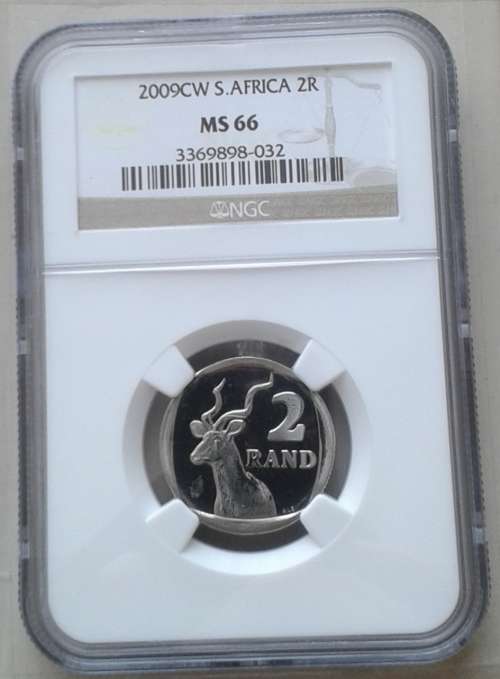 2009CW S.AFRICA 2R
MS 66
3369898-032
NGC
2
RAND